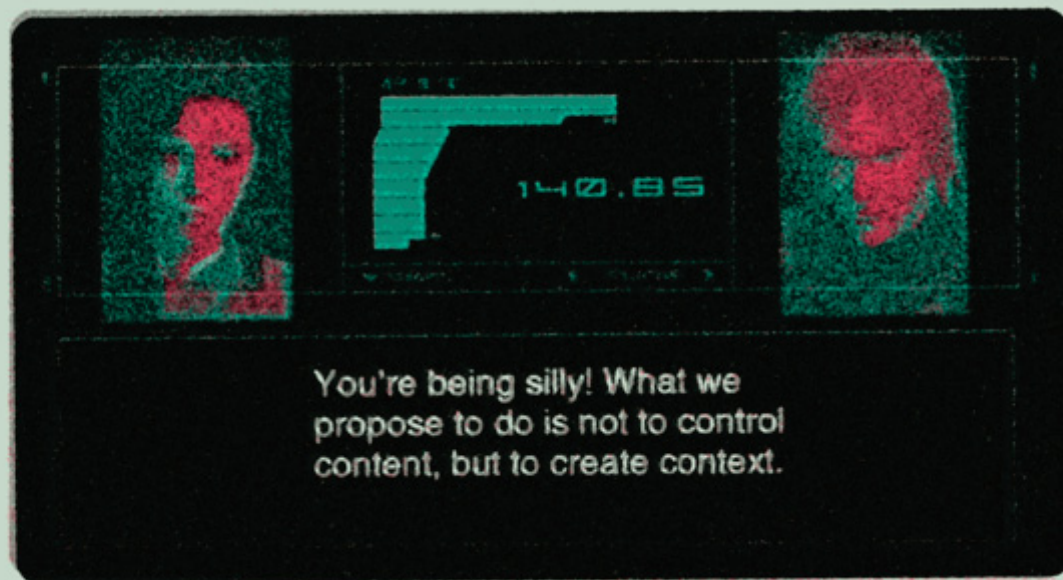 140.85
You're being silly! What we
propose to do is not to control
content, but to create context.